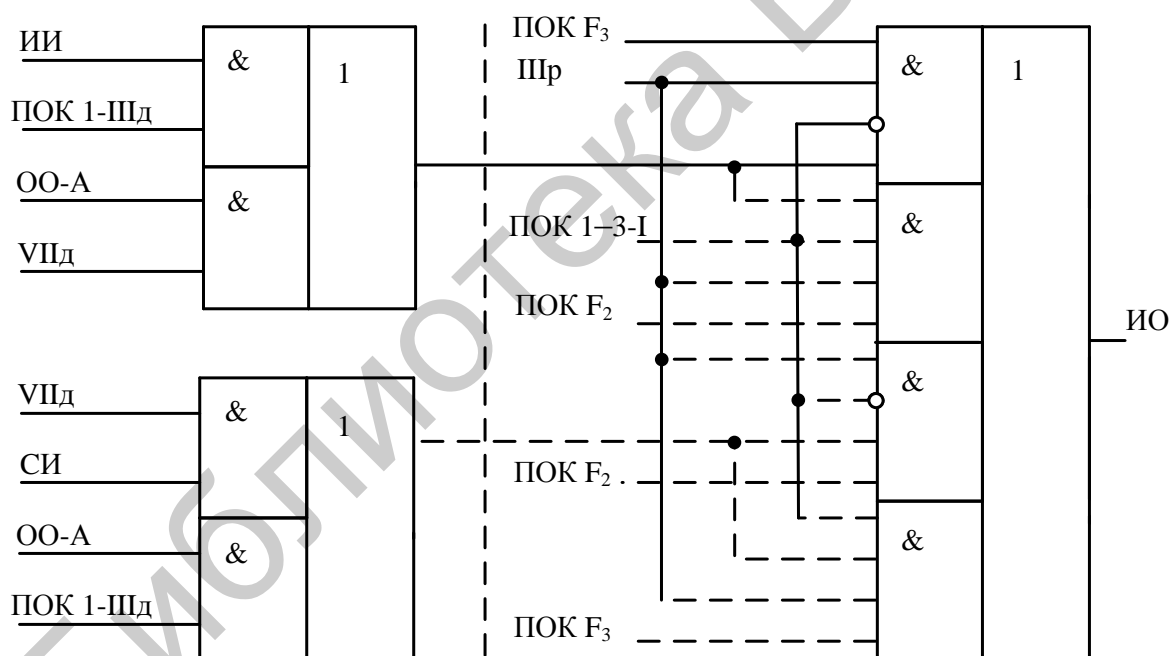 ИИ
&
1
ПОК 1-IIIд
ОО-А
&
VIIд
VIIд
&
1
СИ
ОО-А
&
ПОК 1-IIIд
ПОК F₃
IIIр
&
1
ПОК 1–3-I
&
ПОК F₂
&
ПОК F₂
&
ПОК F₃
ИО
Библиотека